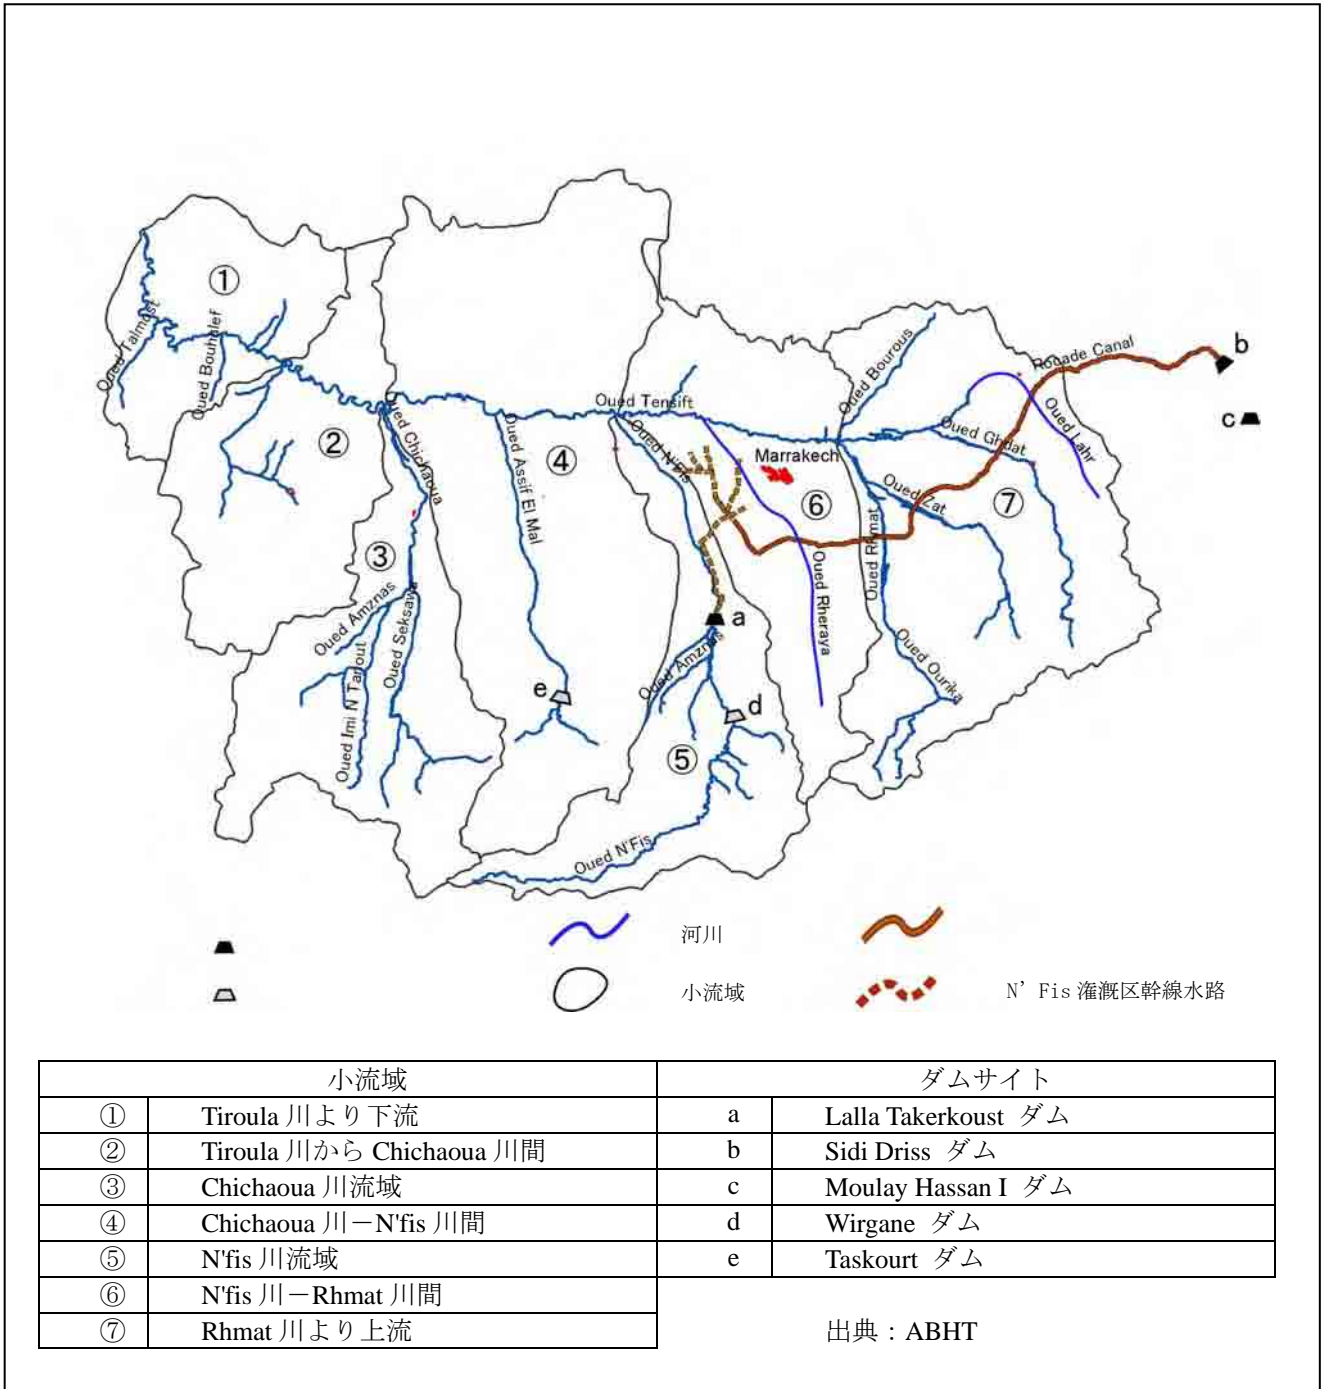 ①
Oued Talmost
Oued Bouhalef
②
Oued Chichaoua
③
Oued Amznas
Oued Imi N Tanout
Oued Seksawa
④
Oued Assif El Mal
e
Oued Tensift
Oued N'Fis
Marrakech
⑥
a
Oued Amznas
d
⑤
Oued N'Fis
Oued Rheraya
Oued Rhmat
Oued Ourika
Oued Bourous
Oued Ghdat
Oued Zat
⑦
Oued Lahr
Rocade Canal
b
c
河川
小流域
N' Fis 灌漑区幹線水路
小流域 ダムサイト
① Tiroula 川より下流 a Lalla Takerkoust ダム
② Tiroula 川から Chichaoua 川間 b Sidi Driss ダム
③ Chichaoua 川流域 c Moulay Hassan I ダム
④ Chichaoua 川－N'fis 川間 d Wirgane ダム
⑤ N'fis 川流域 e Taskourt ダム
⑥ N'fis 川－Rhmat 川間
⑦ Rhmat 川より上流 出典：ABHT